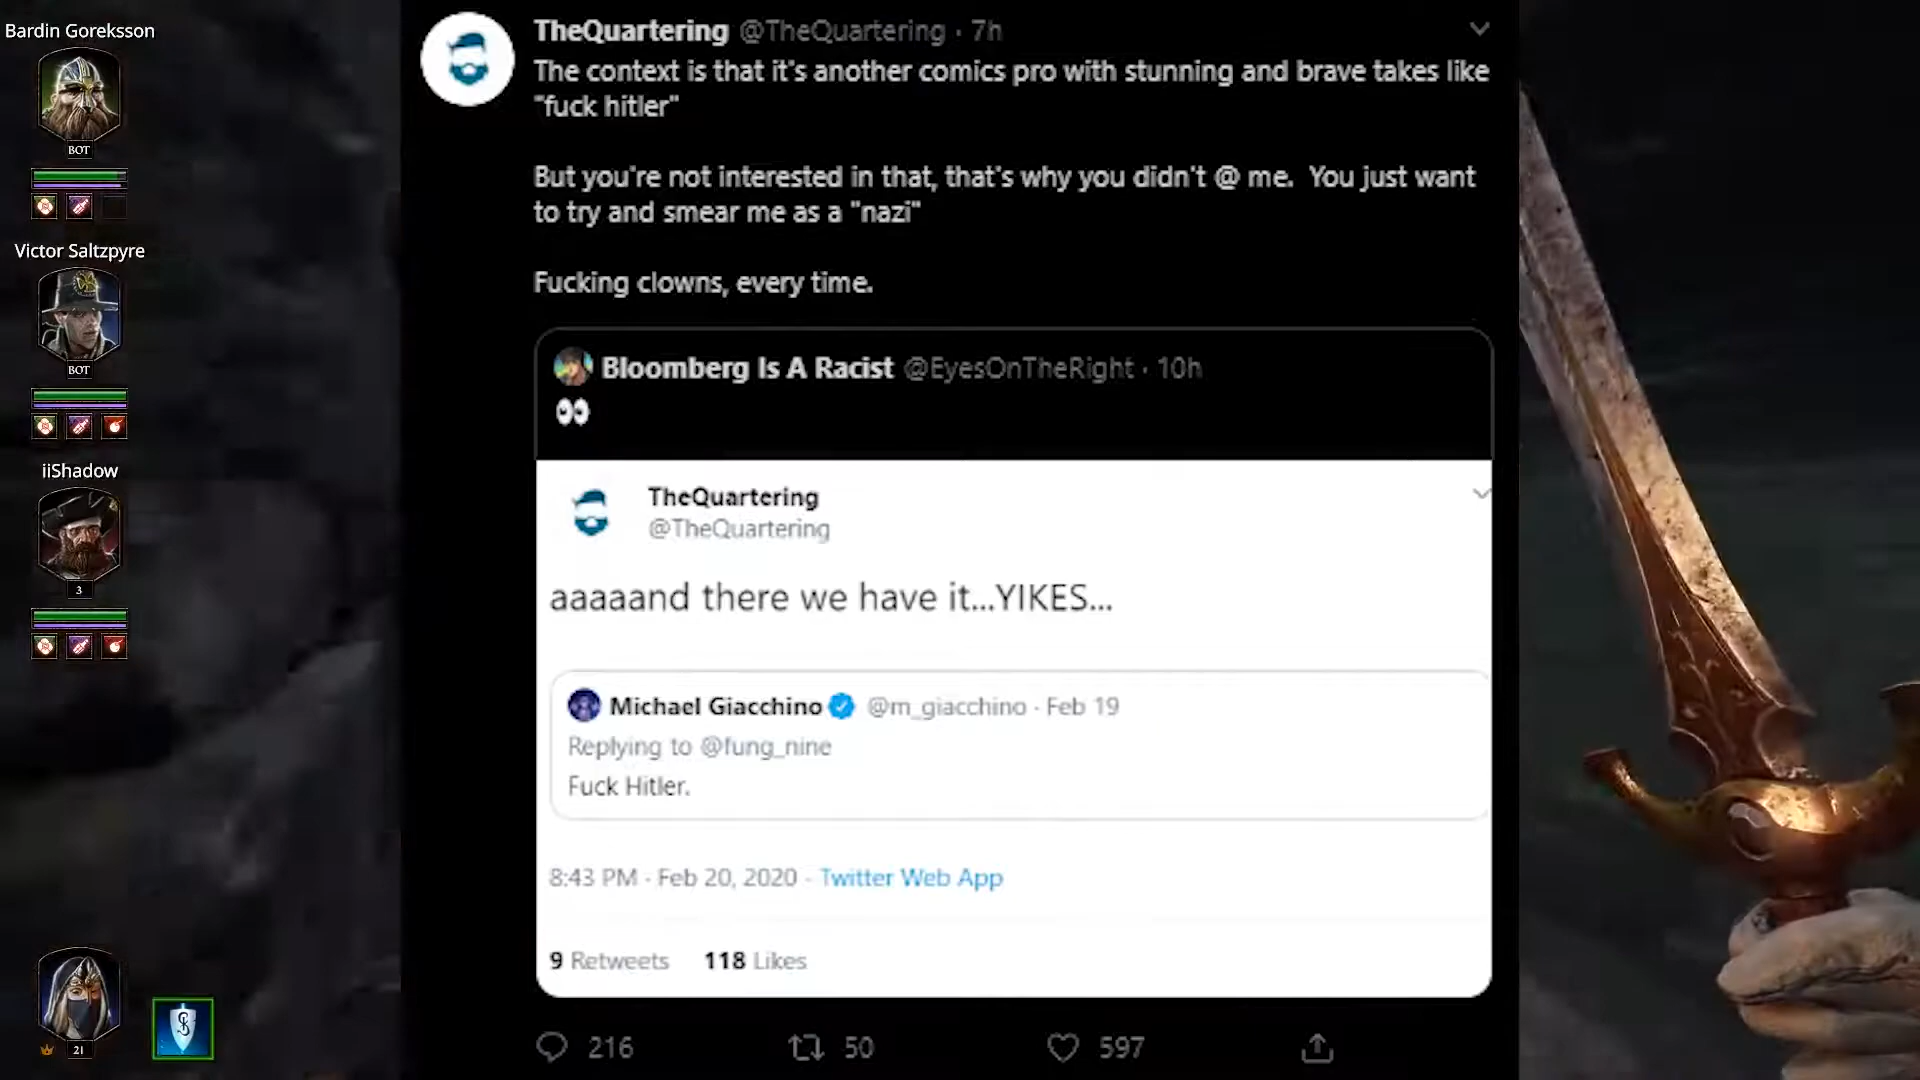 Bardin Goreksson
BOT
Victor Saltzpyre
BOT
iiShadow
3
21
TheQuartering @TheQuartering · 7h
The context is that it's another comics pro with stunning and brave takes like
"fuck hitler"
But you're not interested in that, that's why you didn't @ me.  You just want
to try and smear me as a "nazi"
Fucking clowns, every time.
Bloomberg Is A Racist @EyesOnTheRight · 10h
👀
TheQuartering
@TheQuartering
aaaaand there we have it...YIKES...
Michael Giacchino @m_giacchino · Feb 19
Replying to @fung_nine
Fuck Hitler.
8:43 PM · Feb 20, 2020 · Twitter Web App
9 Retweets 118 Likes
216 50 597